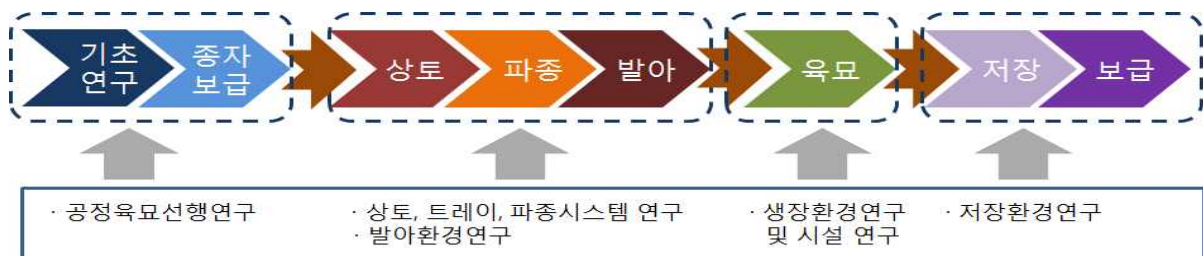 기초
연구
종자
보급
상토
파종
발아
육묘
저장
보급
· 공정육묘선행연구
· 상토, 트레이, 파종시스템 연구
· 발아환경연구
· 생장환경연구
및 시설 연구
· 저장환경연구